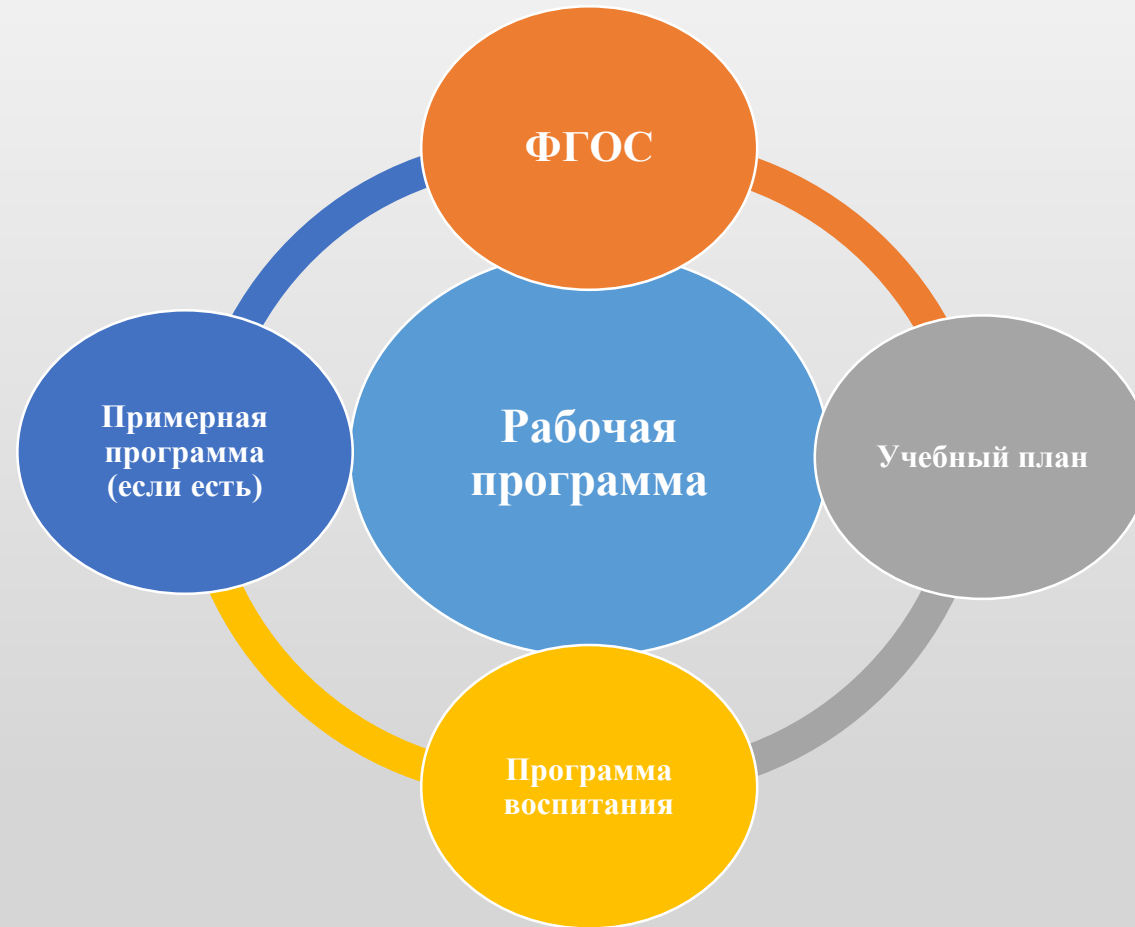 ФГОС
Примерная
программа
(если есть)
Рабочая
программа
Учебный план
Программа
воспитания